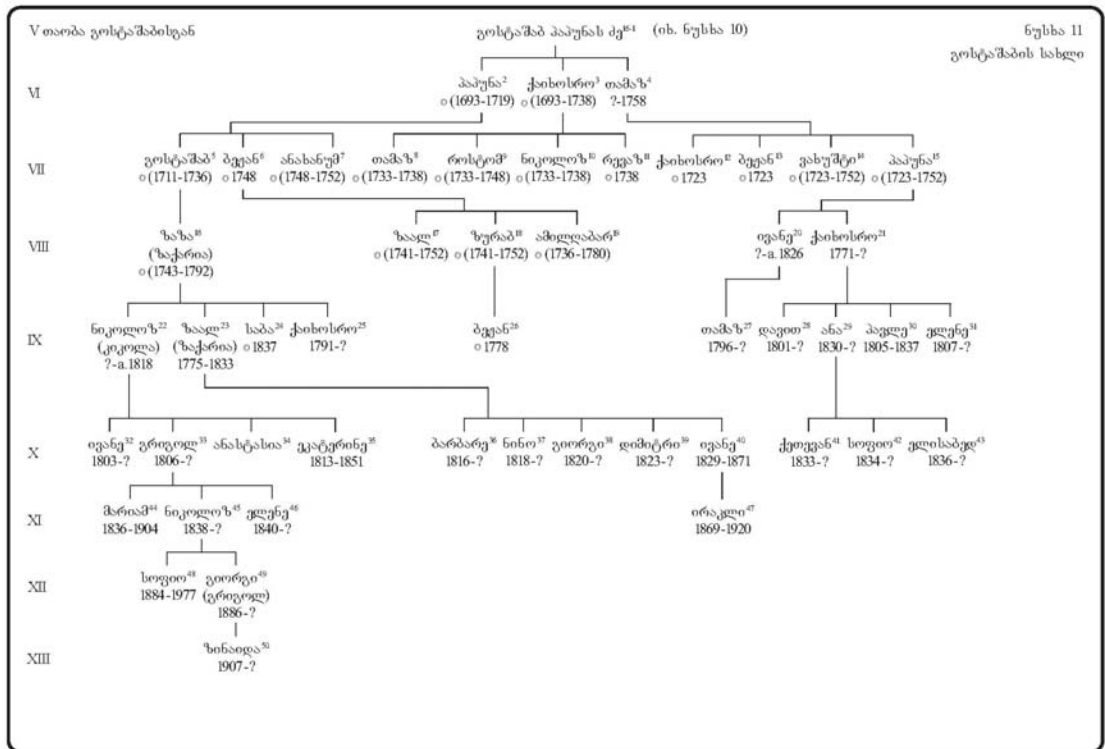 V თაობა გოსტაშაბისგან გოსტაშაბ პაპუნას ძე¹⁶⁻¹ (იხ. ნუსხა 10) ნუსხა 11
გოსტაშაბის სახლი
VI პაპუნა² ქაიხოსრო³ თამაზ⁴
○(1693-1719) ○(1693-1738) ?-1758
VII გოსტაშაბ⁵ ბეჟან⁶ ანახანუმ⁷ თამაზ⁸ როსტომ⁹ ნიკოლოზ¹⁰ რევაზ¹¹ ქაიხოსრო¹² ბეჟან¹³ ვახუშტი¹⁴ პაპუნა¹⁵
○(1711-1736) ○1748 ○(1748-1752) ○(1733-1738) ○(1733-1748) ○(1733-1738) ○1738 ○1723 ○1723 ○(1723-1752) ○(1723-1752)
VIII ზაზა¹⁶ ზაალ¹⁷ ზურაბ¹⁸ ამილღაბარ¹⁹ ივანე²⁰ ქაიხოსრო²¹
(ზაქარია) ○(1741-1752) ○(1741-1752) ○(1736-1780) ?-a.1826 1771-?
○(1743-1792)
IX ნიკოლოზ²² ზაალ²³ საბა²⁴ ქაიხოსრო²⁵ ბეჟან²⁶ თამაზ²⁷ დავით²⁸ ანა²⁹ პავლე³⁰ ელენე³¹
(კიკოლა) (ზაქარია) ○1837 1791-? ○1778 1796-? 1801-? 1830-? 1805-1837 1807-?
?-a.1818 1775-1833
X ივანე³² გრიგოლ³³ ანასტასია³⁴ ეკატერინე³⁵ ბარბარე³⁶ ნინო³⁷ გიორგი³⁸ დიმიტრი³⁹ ივანე⁴⁰ ქეთევან⁴¹ სოფიო⁴² ელისაბედ⁴³
1803-? 1806-? 1813-1851 1816-? 1818-? 1820-? 1823-? 1829-1871 1833-? 1834-? 1836-?
XI მარიამ⁴⁴ ნიკოლოზ⁴⁵ ელენე⁴⁶ ირაკლი⁴⁷
1836-1904 1838-? 1840-? 1869-1920
XII სოფიო⁴⁸ გიორგი⁴⁹
1884-1977 (გრიგოლ)
1886-?
XIII ზინაიდა⁵⁰
1907-?